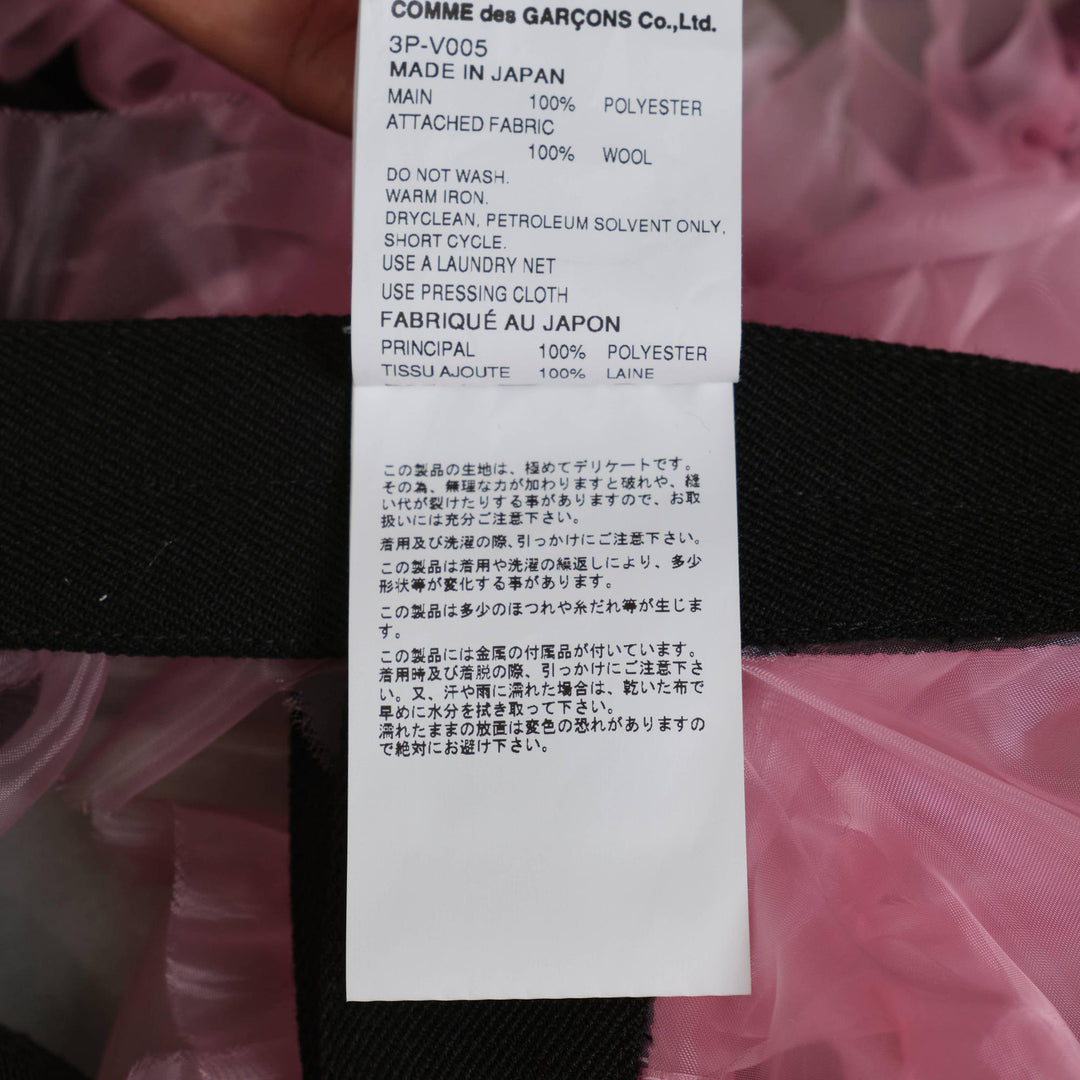 COMME des GARÇONS Co.,Ltd.
3P-V005
MADE IN JAPAN
MAIN 100% POLYESTER
ATTACHED FABRIC
100% WOOL
DO NOT WASH.
WARM IRON.
DRYCLEAN, PETROLEUM SOLVENT ONLY,
SHORT CYCLE.
USE A LAUNDRY NET
USE PRESSING CLOTH
FABRIQUÉ AU JAPON
PRINCIPAL 100% POLYESTER
TISSU AJOUTE 100% LAINE
この製品の生地は、極めてデリケートです。
その為、無理な力が加わりますと破れや、縫
い代が裂けたりする事がありますので、お取
扱いには充分ご注意下さい。
着用及び洗濯の際、引っかけにご注意下さい。
この製品は着用や洗濯の繰返しにより、多少
形状等が変化する事があります。
この製品は多少のほつれや糸だれ等が生じま
す。
この製品には金属の付属品が付いています。
着用時及び着脱の際、引っかけにご注意下さ
い。又、汗や雨に濡れた場合は、乾いた布で
早めに水分を拭き取って下さい。
濡れたままの放置は変色の恐れがありますの
で絶対にお避け下さい。